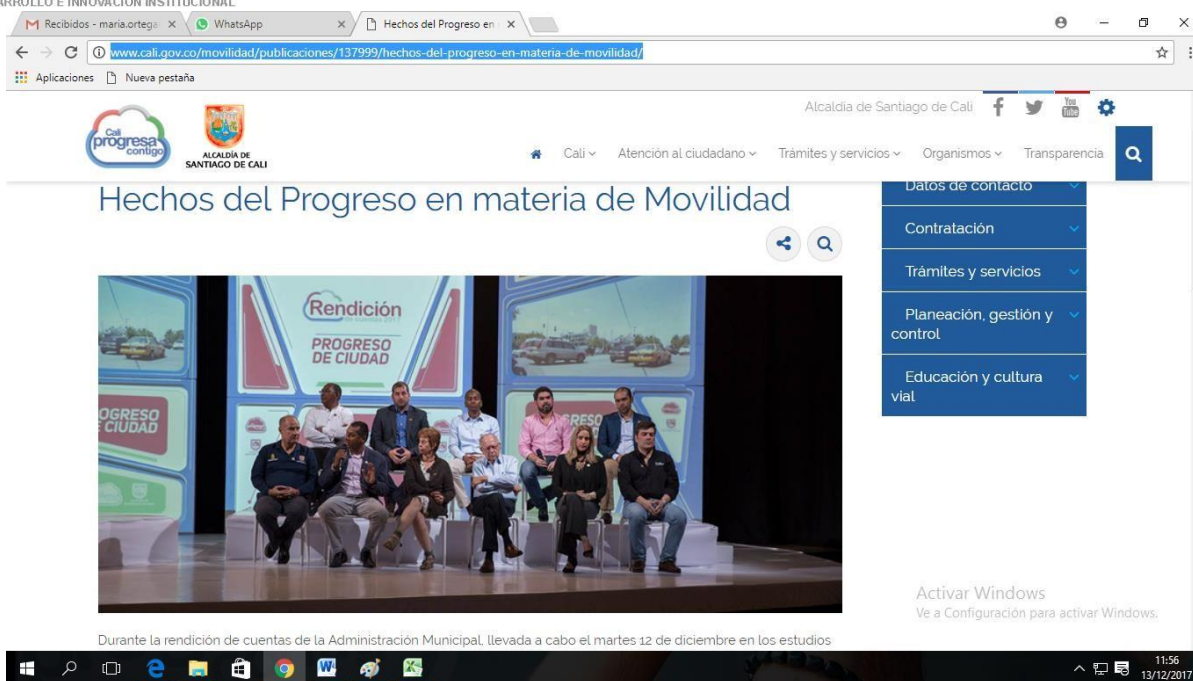 ARROLLO E INNOVACIÓN INSTITUCIONAL
Recibidos - maria.ortega
WhatsApp
Hechos del Progreso en
www.cali.gov.co/movilidad/publicaciones/137999/hechos-del-progreso-en-materia-de-movilidad/
Aplicaciones
Nueva pestaña
Alcaldía de Santiago de Cali
You
Tube
Cali
progresa
contigo
ALCALDÍA DE
SANTIAGO DE CALI
Cali
Atención al ciudadano
Trámites y servicios
Organismos
Transparencia
Hechos del Progreso en materia de Movilidad
Datos de contacto
Contratación
Trámites y servicios
Planeación, gestión y
control
Educación y cultura
vial
Rendición
PROGRESO
DE CIUDAD
OGRESO
CIUDAD
GRESO
Activar Windows
Ve a Configuración para activar Windows.
Durante la rendición de cuentas de la Administración Municipal, llevada a cabo el martes 12 de diciembre en los estudios
11:56
13/12/2017